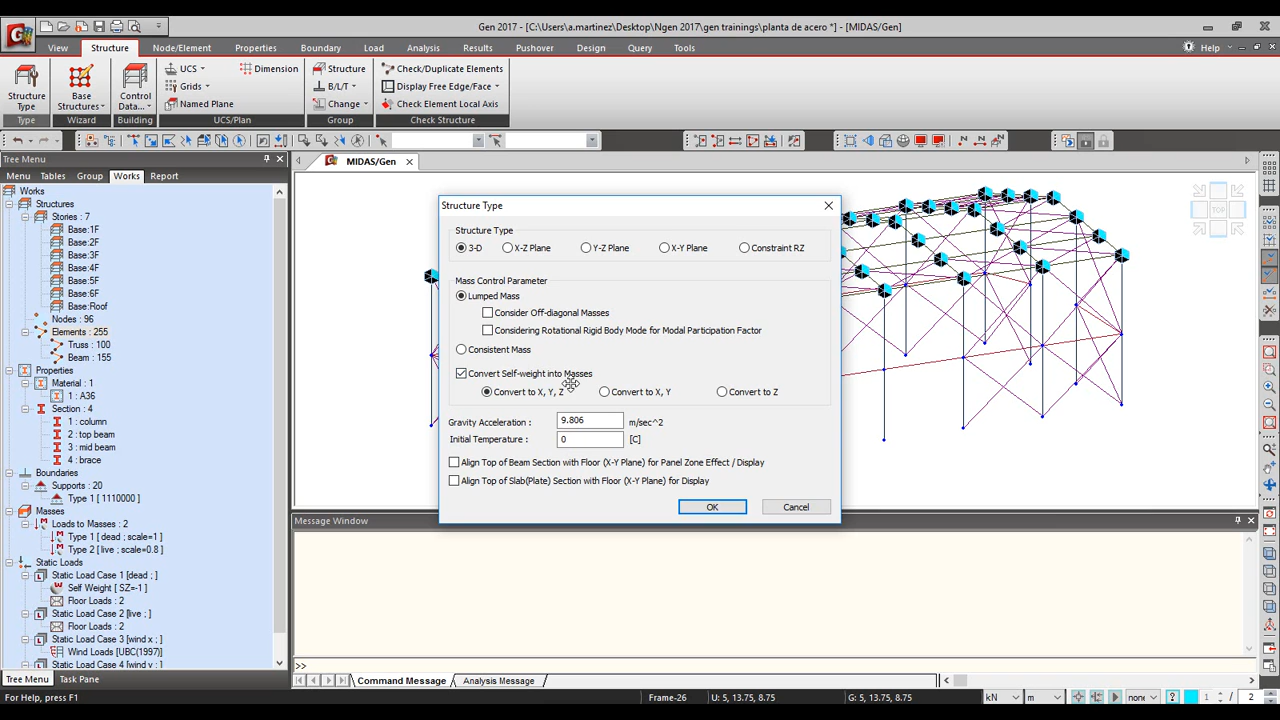 Gen 2017 - [C:\Users\a.martinez\Desktop\Ngen 2017\gen trainings\planta de acero *] - [MIDAS/Gen]
View Structure Node/Element Properties Boundary Load Analysis Results Pushover Design Query Tools Help
Structure Type
Base Structures
Control Data...
UCS
Grids
Named Plane
Dimension
Structure
B/L/T
Change
Check/Duplicate Elements
Display Free Edge/Face
Check Element Local Axis
Type Wizard Building UCS/Plan Group Check Structure
Tree Menu
MIDAS/Gen
Menu Tables Group Works Report
Works
Structures
Stories : 7
Base:1F
Base:2F
Base:3F
Base:4F
Base:5F
Base:6F
Base:Roof
Nodes : 96
Elements : 255
Truss : 100
Beam : 155
Properties
Material : 1
1 : A36
Section : 4
1 : column
2 : top beam
3 : mid beam
4 : brace
Boundaries
Supports : 20
Type 1 [ 1110000 ]
Masses
Loads to Masses : 2
Type 1 [ dead ; scale=1 ]
Type 2 [ live ; scale=0.8 ]
Static Loads
Static Load Case 1 [dead ; ]
Self Weight [ SZ=-1 ]
Floor Loads : 2
Static Load Case 2 [live ; ]
Floor Loads : 2
Static Load Case 3 [wind x ; ]
Wind Loads [UBC(1997)]
Static Load Case 4 [wind y ; ]
Tree Menu Task Pane
Structure Type
Structure Type
3-D X-Z Plane Y-Z Plane X-Y Plane Constraint RZ
Mass Control Parameter
Lumped Mass
Consider Off-diagonal Masses
Considering Rotational Rigid Body Mode for Modal Participation Factor
Consistent Mass
Convert Self-weight into Masses
Convert to X, Y, Z Convert to X, Y Convert to Z
Gravity Acceleration : 9.806 m/sec^2
Initial Temperature : 0 [C]
Align Top of Beam Section with Floor (X-Y Plane) for Panel Zone Effect / Display
Align Top of Slab(Plate) Section with Floor (X-Y Plane) for Display
OK Cancel
TOP
Message Window
>>
Command Message Analysis Message
For Help, press F1 Frame-26 U: 5, 13.75, 8.75 G: 5, 13.75, 8.75 kN m none 1 / 2